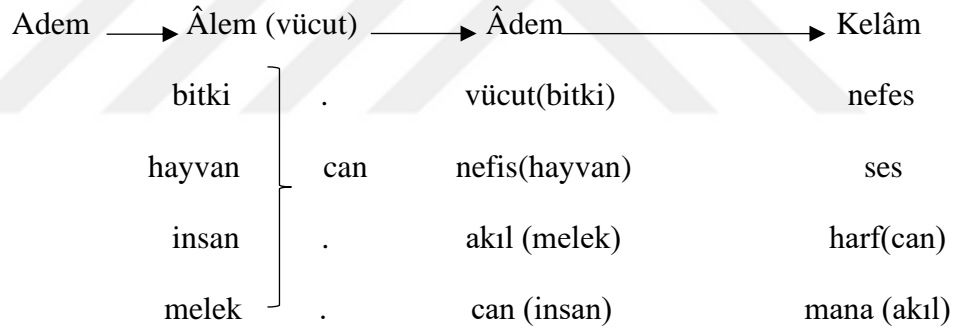 Adem Âlem (vücut) Âdem Kelâm
bitki . vücut(bitki) nefes
hayvan can nefis(hayvan) ses
insan . akıl (melek) harf(can)
melek . can (insan) mana (akıl)